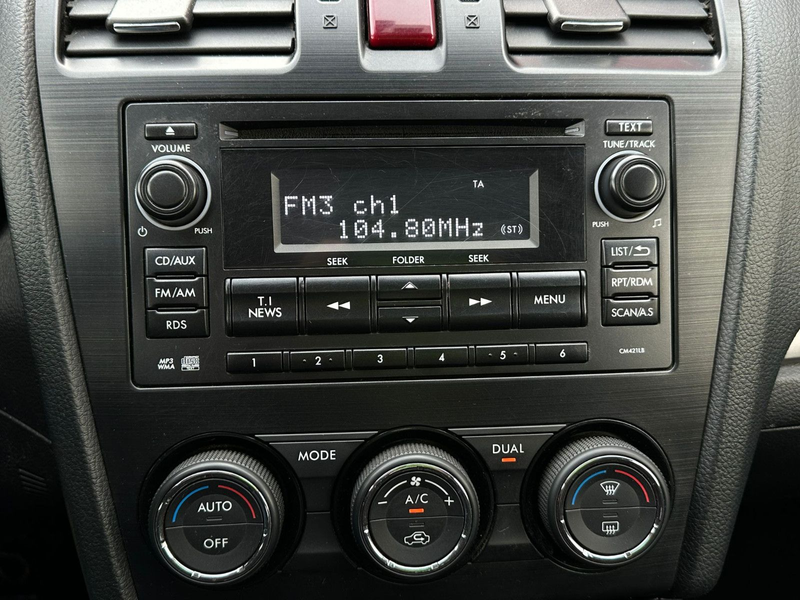 TEXT
VOLUME
TUNE/TRACK
TA
FM3 ch1
104.80MHz (ST)
PUSH
PUSH
SEEK
FOLDER
SEEK
CD/AUX
FM/AM
RDS
T.I
NEWS
MENU
LIST/
RPT/RDM
SCAN/A.S
MP3
WMA
1
- 2 -
3
4
- 5 -
6
CM421LB
MODE
DUAL
AUTO
OFF
- A/C +